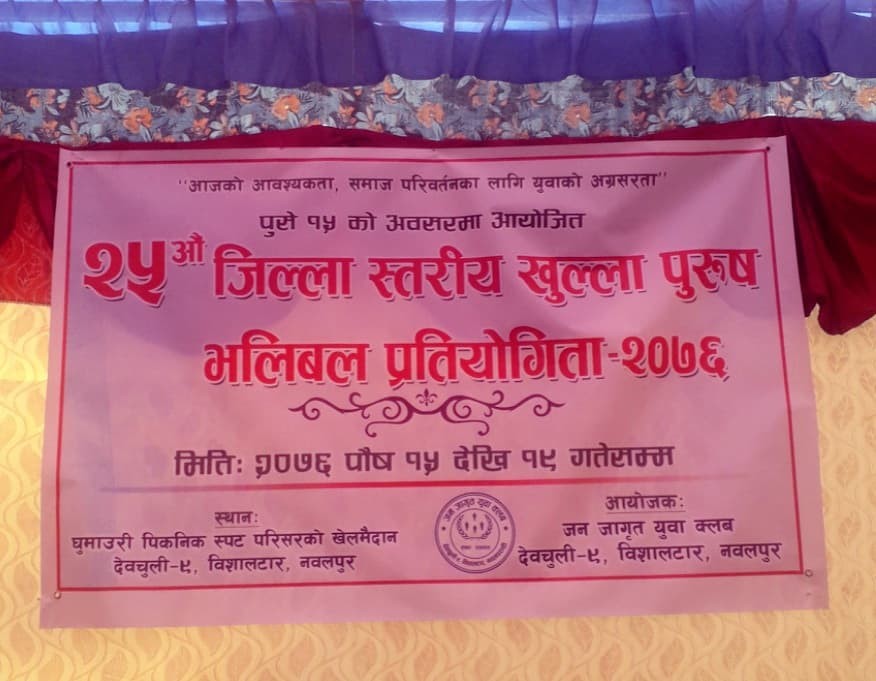 "आजको आवश्यकता, समाज परिवर्तनका लागि युवाको अग्रसरता"
पुसे १५ को अवसरमा आयोजित
२५औ जिल्ला स्तरीय खुल्ला पुरुष
भलिबल प्रतियोगिता-२०७६
मितिः २०७६ पौष १५ देखि १९ गतेसम्म
स्थानः
घुमाउरी पिकनिक स्पट परिसरको खेलमैदान
देवचुली-९, विशालटार, नवलपुर
जन जागृत युवा क्लब
आयोजकः
जन जागृत युवा क्लब
देवचुली-९, विशालटार, नवलपुर